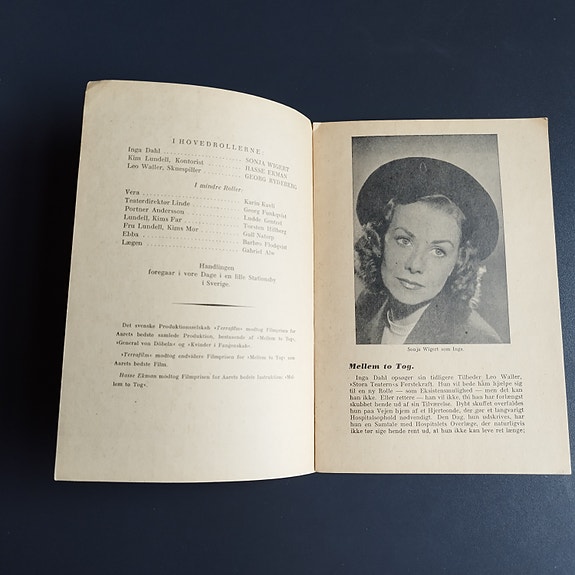 I HOVEDROLLERNE:
Inga Dahl ........ SONJA WIGERT
Kim Lundell, Kontorist ........ HASSE EKMAN
Leo Waller, Skuespiller ........ GEORG RYDEBERG
I mindre Roller:
Vera ........ Karin Kavli
Teaterdirektør Linde ........ Georg Funkquist
Portner Andersson ........ Ludde Gentzel
Lundell, Kims Far ........ Torsten Hillberg
Fru Lundell, Kims Mor ........ Gull Natorp
Ebba ........ Barbro Flodquist
Lægen ........ Gabriel Alw
Handlingen
foregaar i vore Dage i en lille Stationsby
i Sverige.
Det svenske Produktionsselskab »Terrafilm« modtog Filmprisen for
Aarets bedste samlede Produktion, bestaaende af »Mellem to Tog«,
»General von Döbeln« og »Kvinder i Fangenskab«
»Terrafilm« modtog endvidere Filmprisen for »Mellem to Tog« som
Aarets bedste Film.
Hasse Ekman modtog Filmprisen for Aarets bedste Instruktion (»Mel-
lem to Tog«).
Sonja Wigert som Inga.
Mellem to Tog.
Inga Dahl opsøger sin tidligere Tilbeder Leo Waller,
»Stora Teaterns« Førstekraft. Hun vil bede ham hjælpe sig
til en ny Rolle — som Eksistensmulighed — men det kan
han ikke. Eller rettere — han vil ikke, thi hun har forlængst
skubbet hende ud af sin Tilværelse. Dybt skuffet overfaldes
hun paa Vejen hjem af et Hjerteonde, der gør et langvarigt
Hospitalsophold nødvendigt. Den Dag, hun udskrives, har
hun en Samtale med Hospitalets Overlæge, der naturligvis
ikke tør sige hende rent ud, at hun ikke kan leve ret længe;